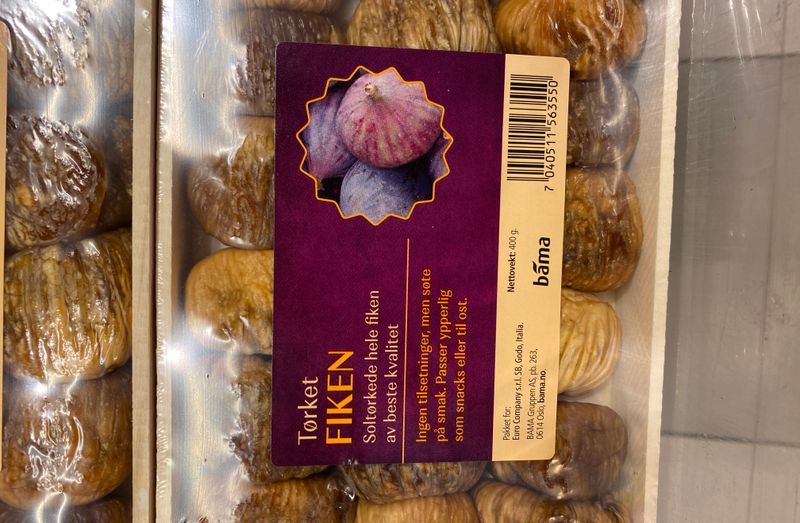 Tørket
FIKEN
Soltørkede hele fiken
av beste kvalitet
Ingen tilsetninger, men søte
på smak. Passer ypperlig
som snacks eller til ost.
Pakket for:
Euro Company s.r.l. SB, Godo, Italia.
BAMA Gruppen AS, pb. 263,
0614 Oslo, bama.no.
Nettovekt: 400 g.
bama
7 040511 563550